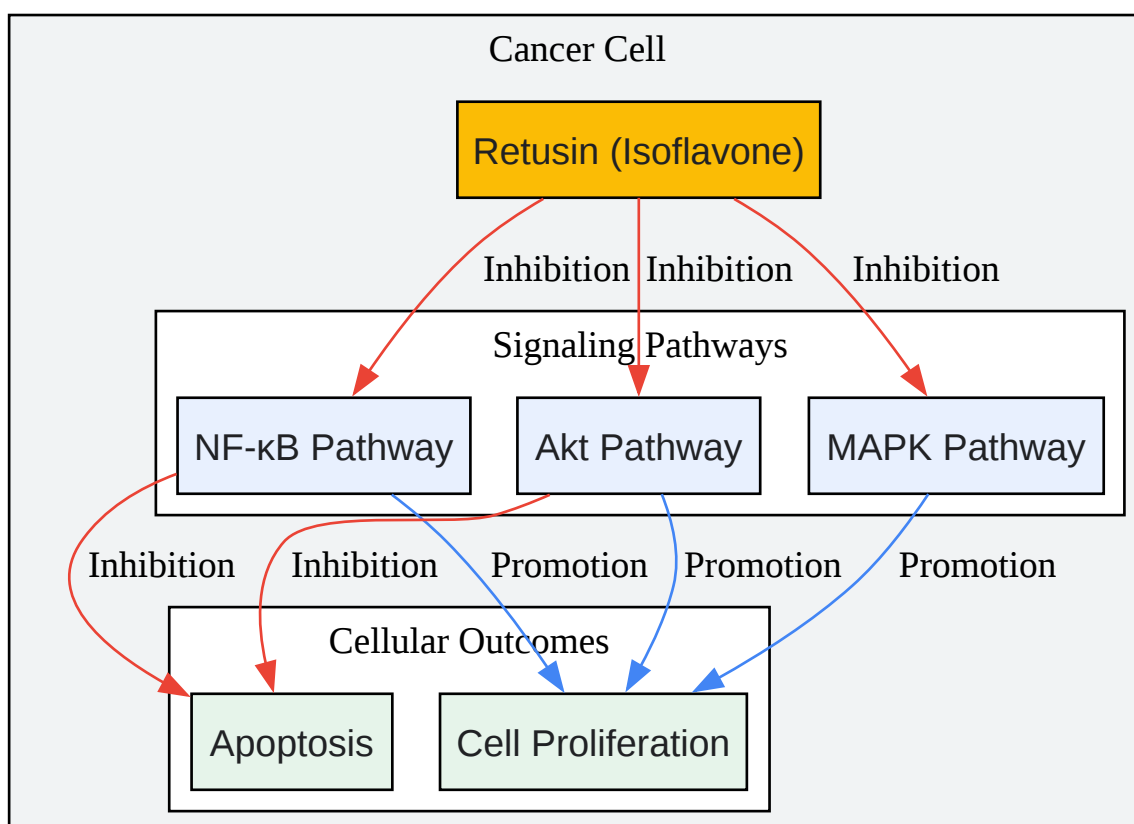 Cancer Cell
Retusin (Isoflavone)
Inhibition Inhibition Inhibition
Signaling Pathways
NF-κB Pathway Akt Pathway MAPK Pathway
Inhibition Inhibition Promotion Promotion Promotion
Cellular Outcomes
Apoptosis Cell Proliferation